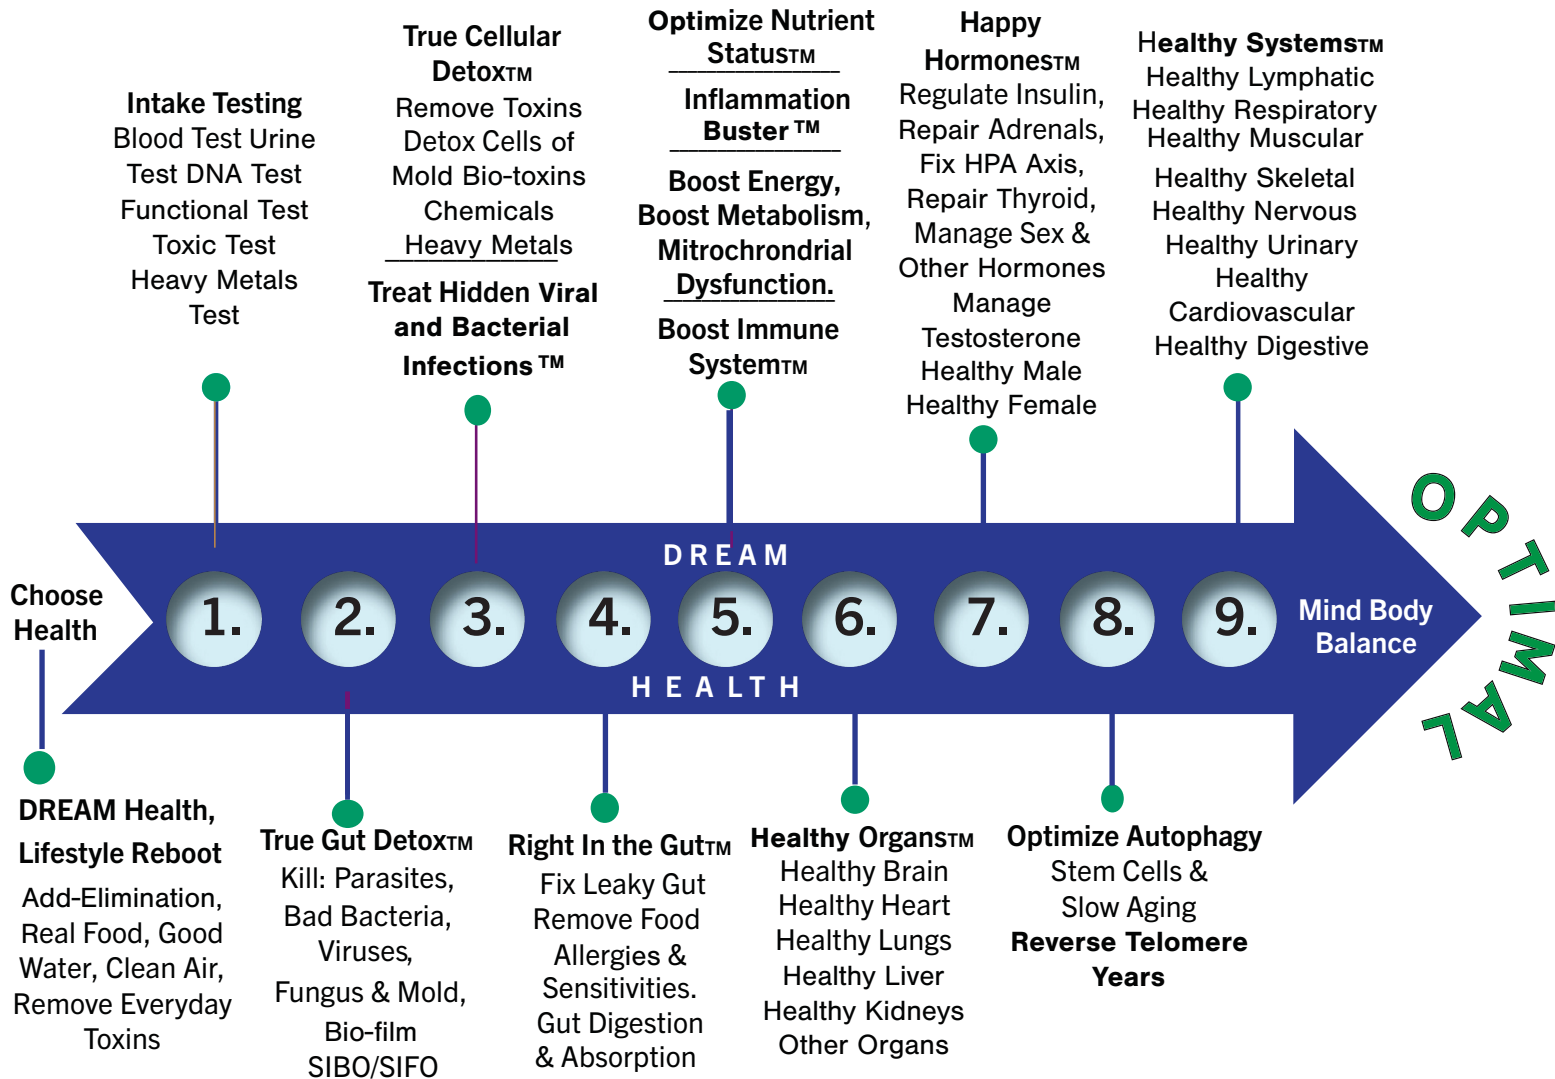 Intake Testing
Blood Test Urine
Test DNA Test
Functional Test
Toxic Test
Heavy Metals
Test
True Cellular
Detox™
Remove Toxins
Detox Cells of
Mold Bio-toxins
Chemicals
Heavy Metals
Treat Hidden Viral
and Bacterial
Infections ™
Optimize Nutrient
Status™
Inflammation
Buster ™
Boost Energy,
Boost Metabolism,
Mitrochrondrial
Dysfunction.
Boost Immune
System™
Happy
Hormones™
Regulate Insulin,
Repair Adrenals,
Fix HPA Axis,
Repair Thyroid,
Manage Sex &
Other Hormones
Manage
Testosterone
Healthy Male
Healthy Female
Healthy Systems™
Healthy Lymphatic
Healthy Respiratory
Healthy Muscular
Healthy Skeletal
Healthy Nervous
Healthy Urinary
Healthy
Cardiovascular
Healthy Digestive
Choose
Health
DREAM
1. 2. 3. 4. 5. 6. 7. 8. 9.
HEALTH
Mind Body
Balance
OPTIMAL
DREAM Health,
Lifestyle Reboot
Add-Elimination,
Real Food, Good
Water, Clean Air,
Remove Everyday
Toxins
True Gut Detox™
Kill: Parasites,
Bad Bacteria,
Viruses,
Fungus & Mold,
Bio-film
SIBO/SIFO
Right In the Gut™
Fix Leaky Gut
Remove Food
Allergies &
Sensitivities.
Gut Digestion
& Absorption
Healthy Organs™
Healthy Brain
Healthy Heart
Healthy Lungs
Healthy Liver
Healthy Kidneys
Other Organs
Optimize Autophagy
Stem Cells &
Slow Aging
Reverse Telomere
Years